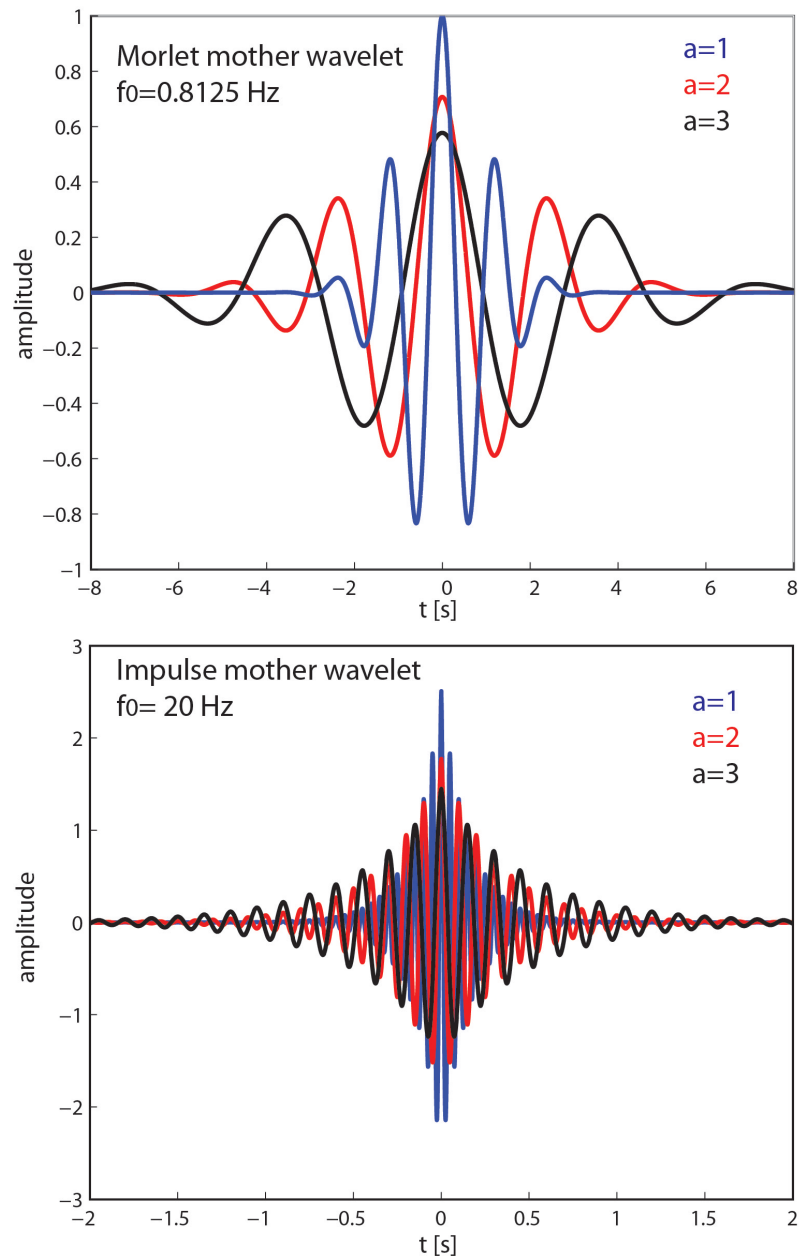 Morlet mother wavelet
f0=0.8125 Hz
a=1
a=2
a=3
1
0.8
0.6
0.4
0.2
0
−0.2
−0.4
−0.6
−0.8
−1
amplitude
−8 −6 -4 −2 0 2 4 6 8
t [s]
Impulse mother wavelet
f0= 20 Hz
a=1
a=2
a=3
3
2
1
0
−1
−2
−3
amplitude
−2 −1.5 −1 −0.5 0 0.5 1 1.5 2
t [s]